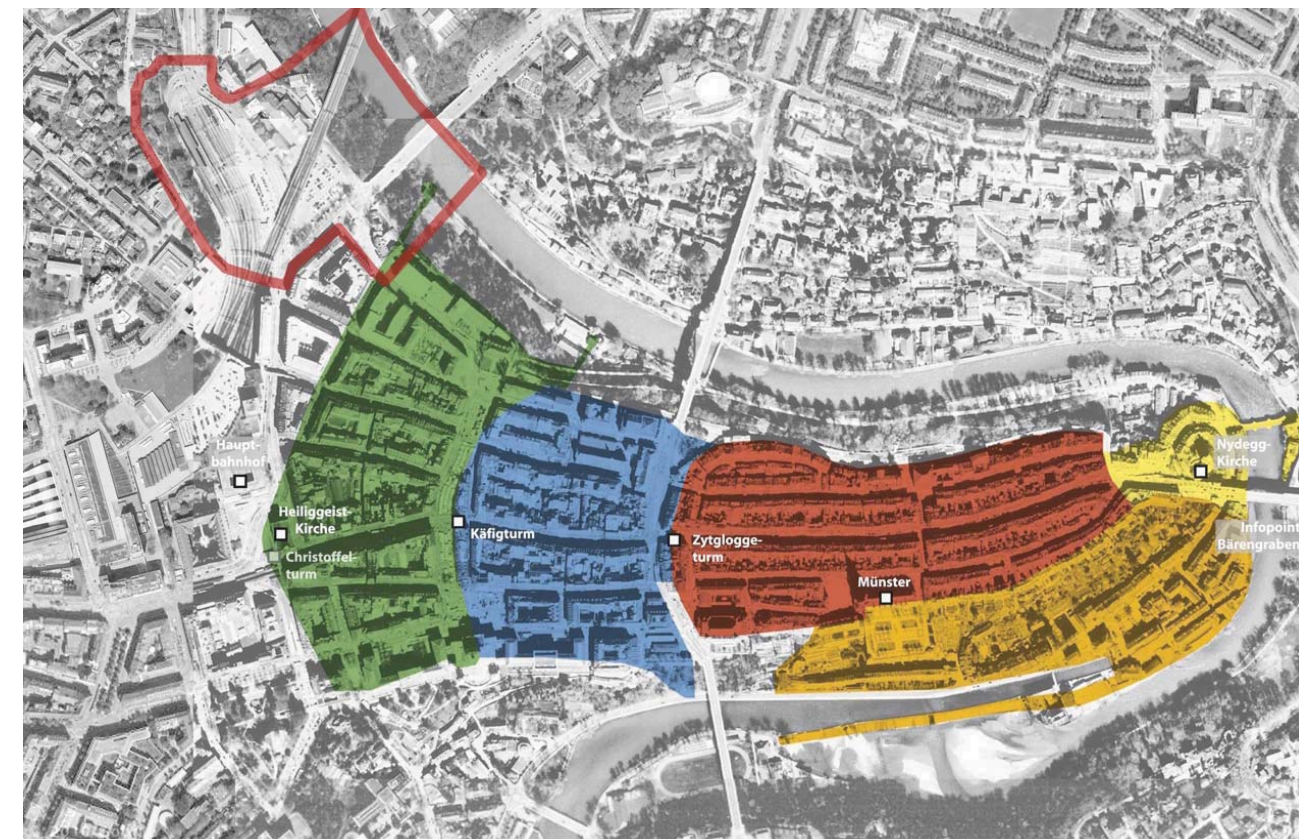 Haupt-
bahnhof
Heiliggeist-
Kirche
Christoffel-
turm
Käfigturm
Zytglogge-
turm
Münster
Nydegg-
Kirche
Infopoint
Bärengraben